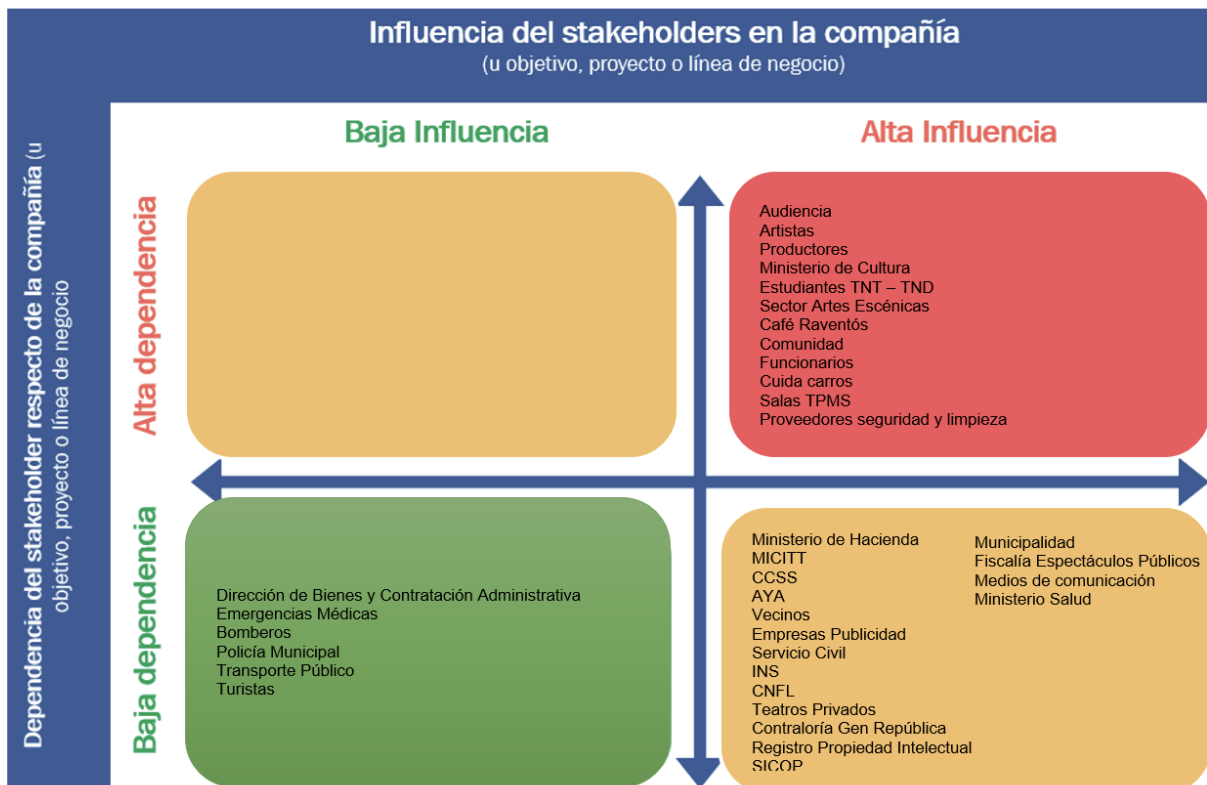 Influencia del stakeholders en la compañía
(u objetivo, proyecto o línea de negocio)
Dependencia del stakeholder respecto de la compañía (u
objetivo, proyecto o línea de negocio
Baja Influencia
Alta Influencia
Alta dependencia
Audiencia
Artistas
Productores
Ministerio de Cultura
Estudiantes TNT – TND
Sector Artes Escénicas
Café Raventós
Comunidad
Funcionarios
Cuida carros
Salas TPMS
Proveedores seguridad y limpieza
Baja dependencia
Dirección de Bienes y Contratación Administrativa
Emergencias Médicas
Bomberos
Policía Municipal
Transporte Público
Turistas
Ministerio de Hacienda
MICITT
CCSS
AYA
Vecinos
Empresas Publicidad
Servicio Civil
INS
CNFL
Teatros Privados
Contraloría Gen República
Registro Propiedad Intelectual
SICOP
Municipalidad
Fiscalía Espectáculos Públicos
Medios de comunicación
Ministerio Salud